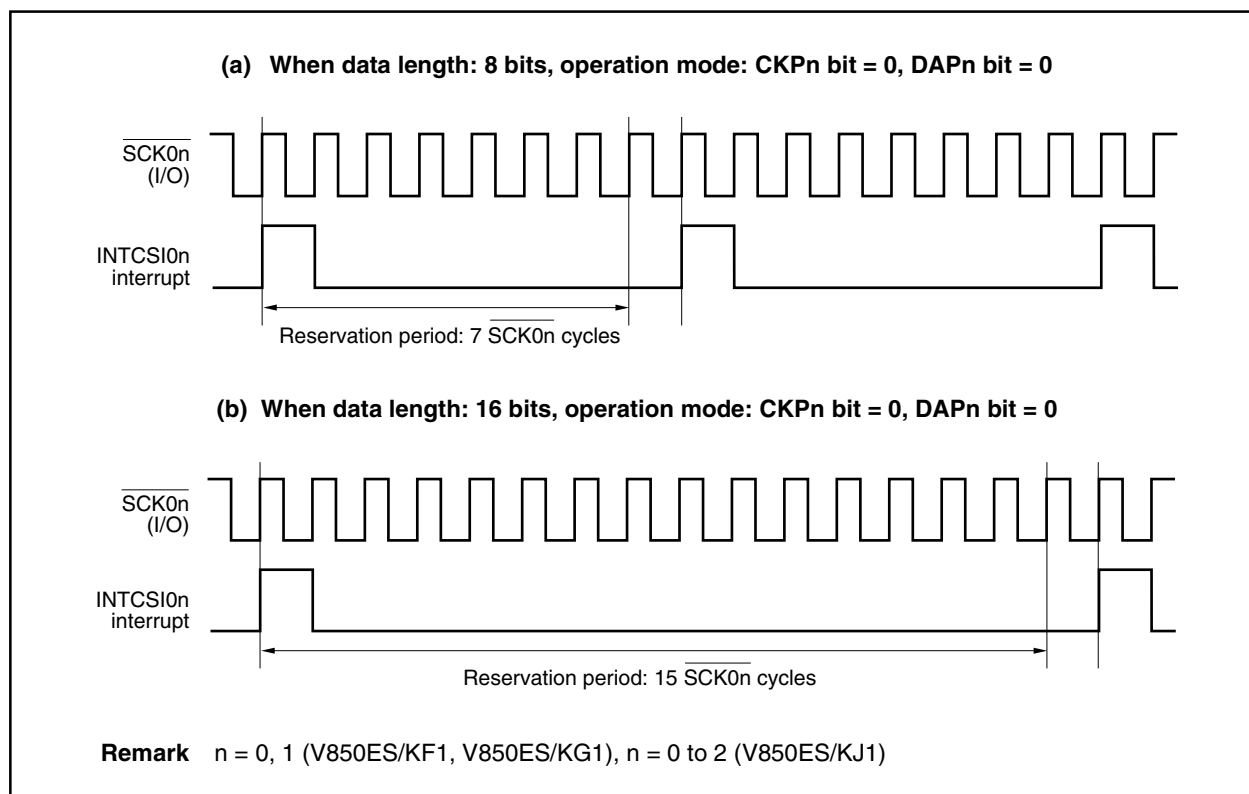 (a) When data length: 8 bits, operation mode: CKPn bit = 0, DAPn bit = 0
SCK0n
(I/O)
INTCSI0n
interrupt
Reservation period: 7 SCK0n cycles
(b) When data length: 16 bits, operation mode: CKPn bit = 0, DAPn bit = 0
SCK0n
(I/O)
INTCSI0n
interrupt
Reservation period: 15 SCK0n cycles
Remark n = 0, 1 (V850ES/KF1, V850ES/KG1), n = 0 to 2 (V850ES/KJ1)